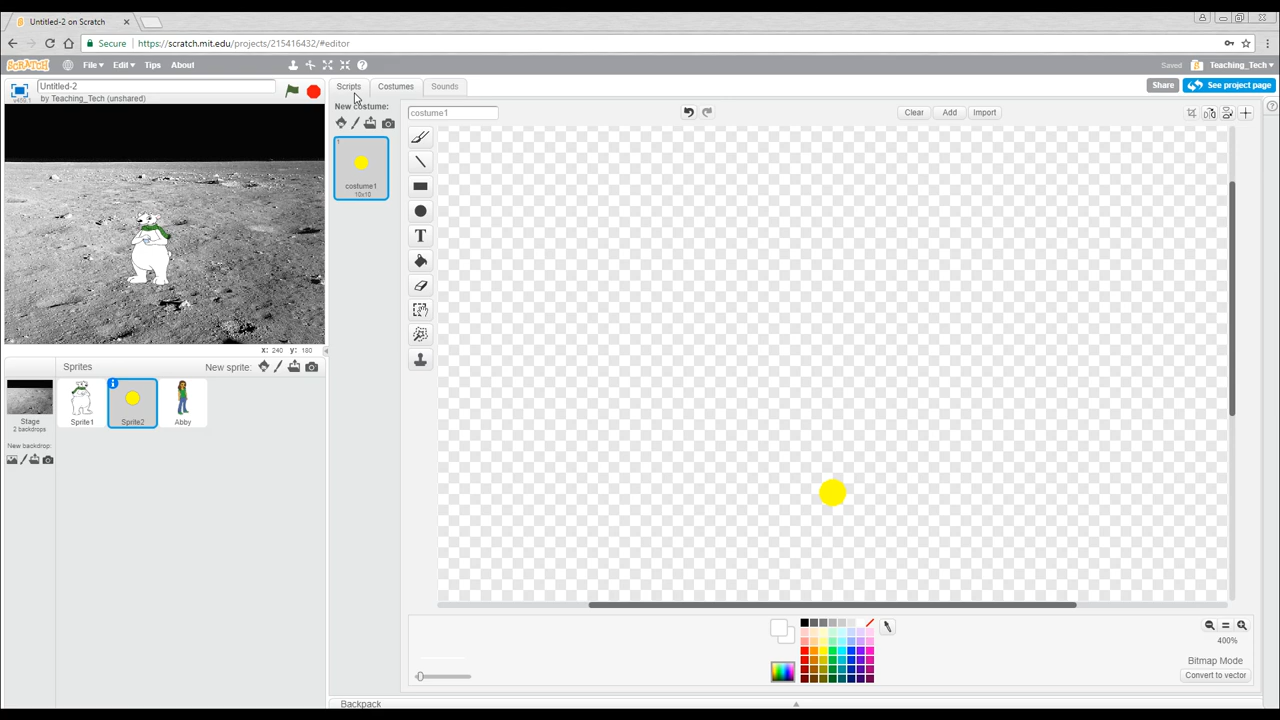 Untitled-2 on Scratch
Secure https://scratch.mit.edu/projects/215416432/#editor
SCRATCH File Edit Tips About Saved Teaching_Tech
Untitled-2
by Teaching_Tech (unshared)
Scripts Costumes Sounds Share See project page
New costume:
costume1 Clear Add Import
1
costume1
10x10
T
x: 240 y: 180
Sprites New sprite:
Stage
2 backdrops
New backdrop:
Sprite1 Sprite2 Abby
400%
Bitmap Mode
Convert to vector
Backpack